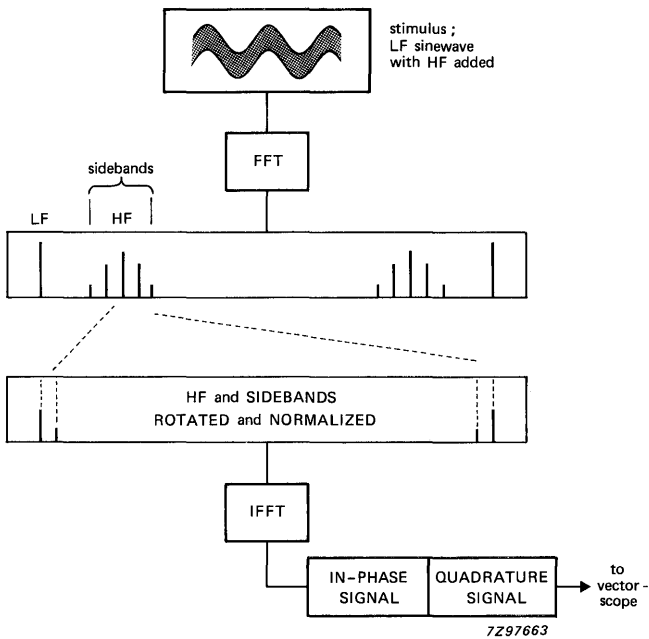 stimulus ;
LF sinewave
with HF added
FFT
sidebands
LF
HF
HF and SIDEBANDS
ROTATED and NORMALIZED
IFFT
IN-PHASE
SIGNAL
QUADRATURE
SIGNAL
to
vector-
scope
7Z97663